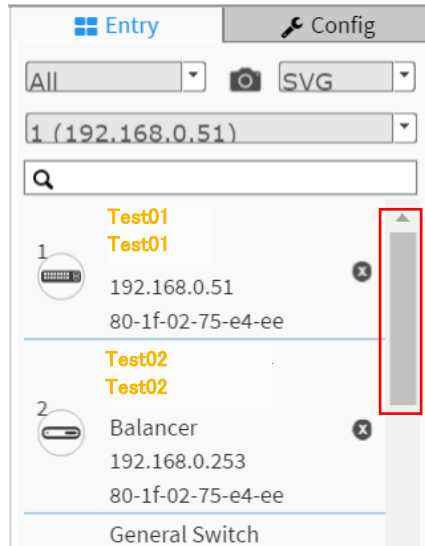 Entry Config
All SVG
1 (192.168.0.51)
Test01
Test01
1
192.168.0.51
80-1f-02-75-e4-ee
Test02
Test02
2
Balancer
192.168.0.253
80-1f-02-75-e4-ee
General Switch